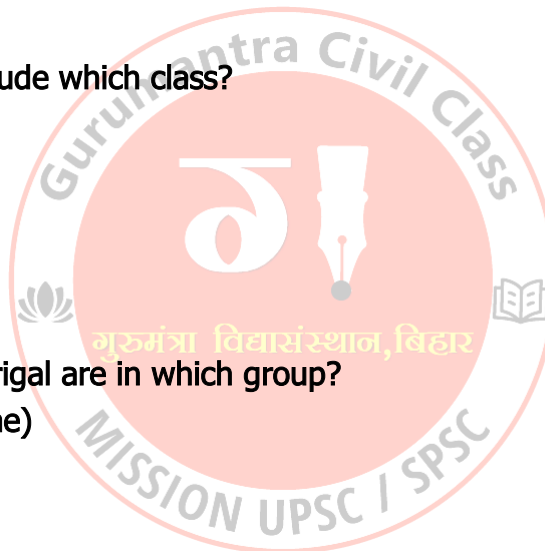 Gurumantra Civil Class
ude which class?
गुरुमंत्रा विद्यासंस्थान,बिहार
rigal are in which group?
ne)
MISSION UPSC / SPSC